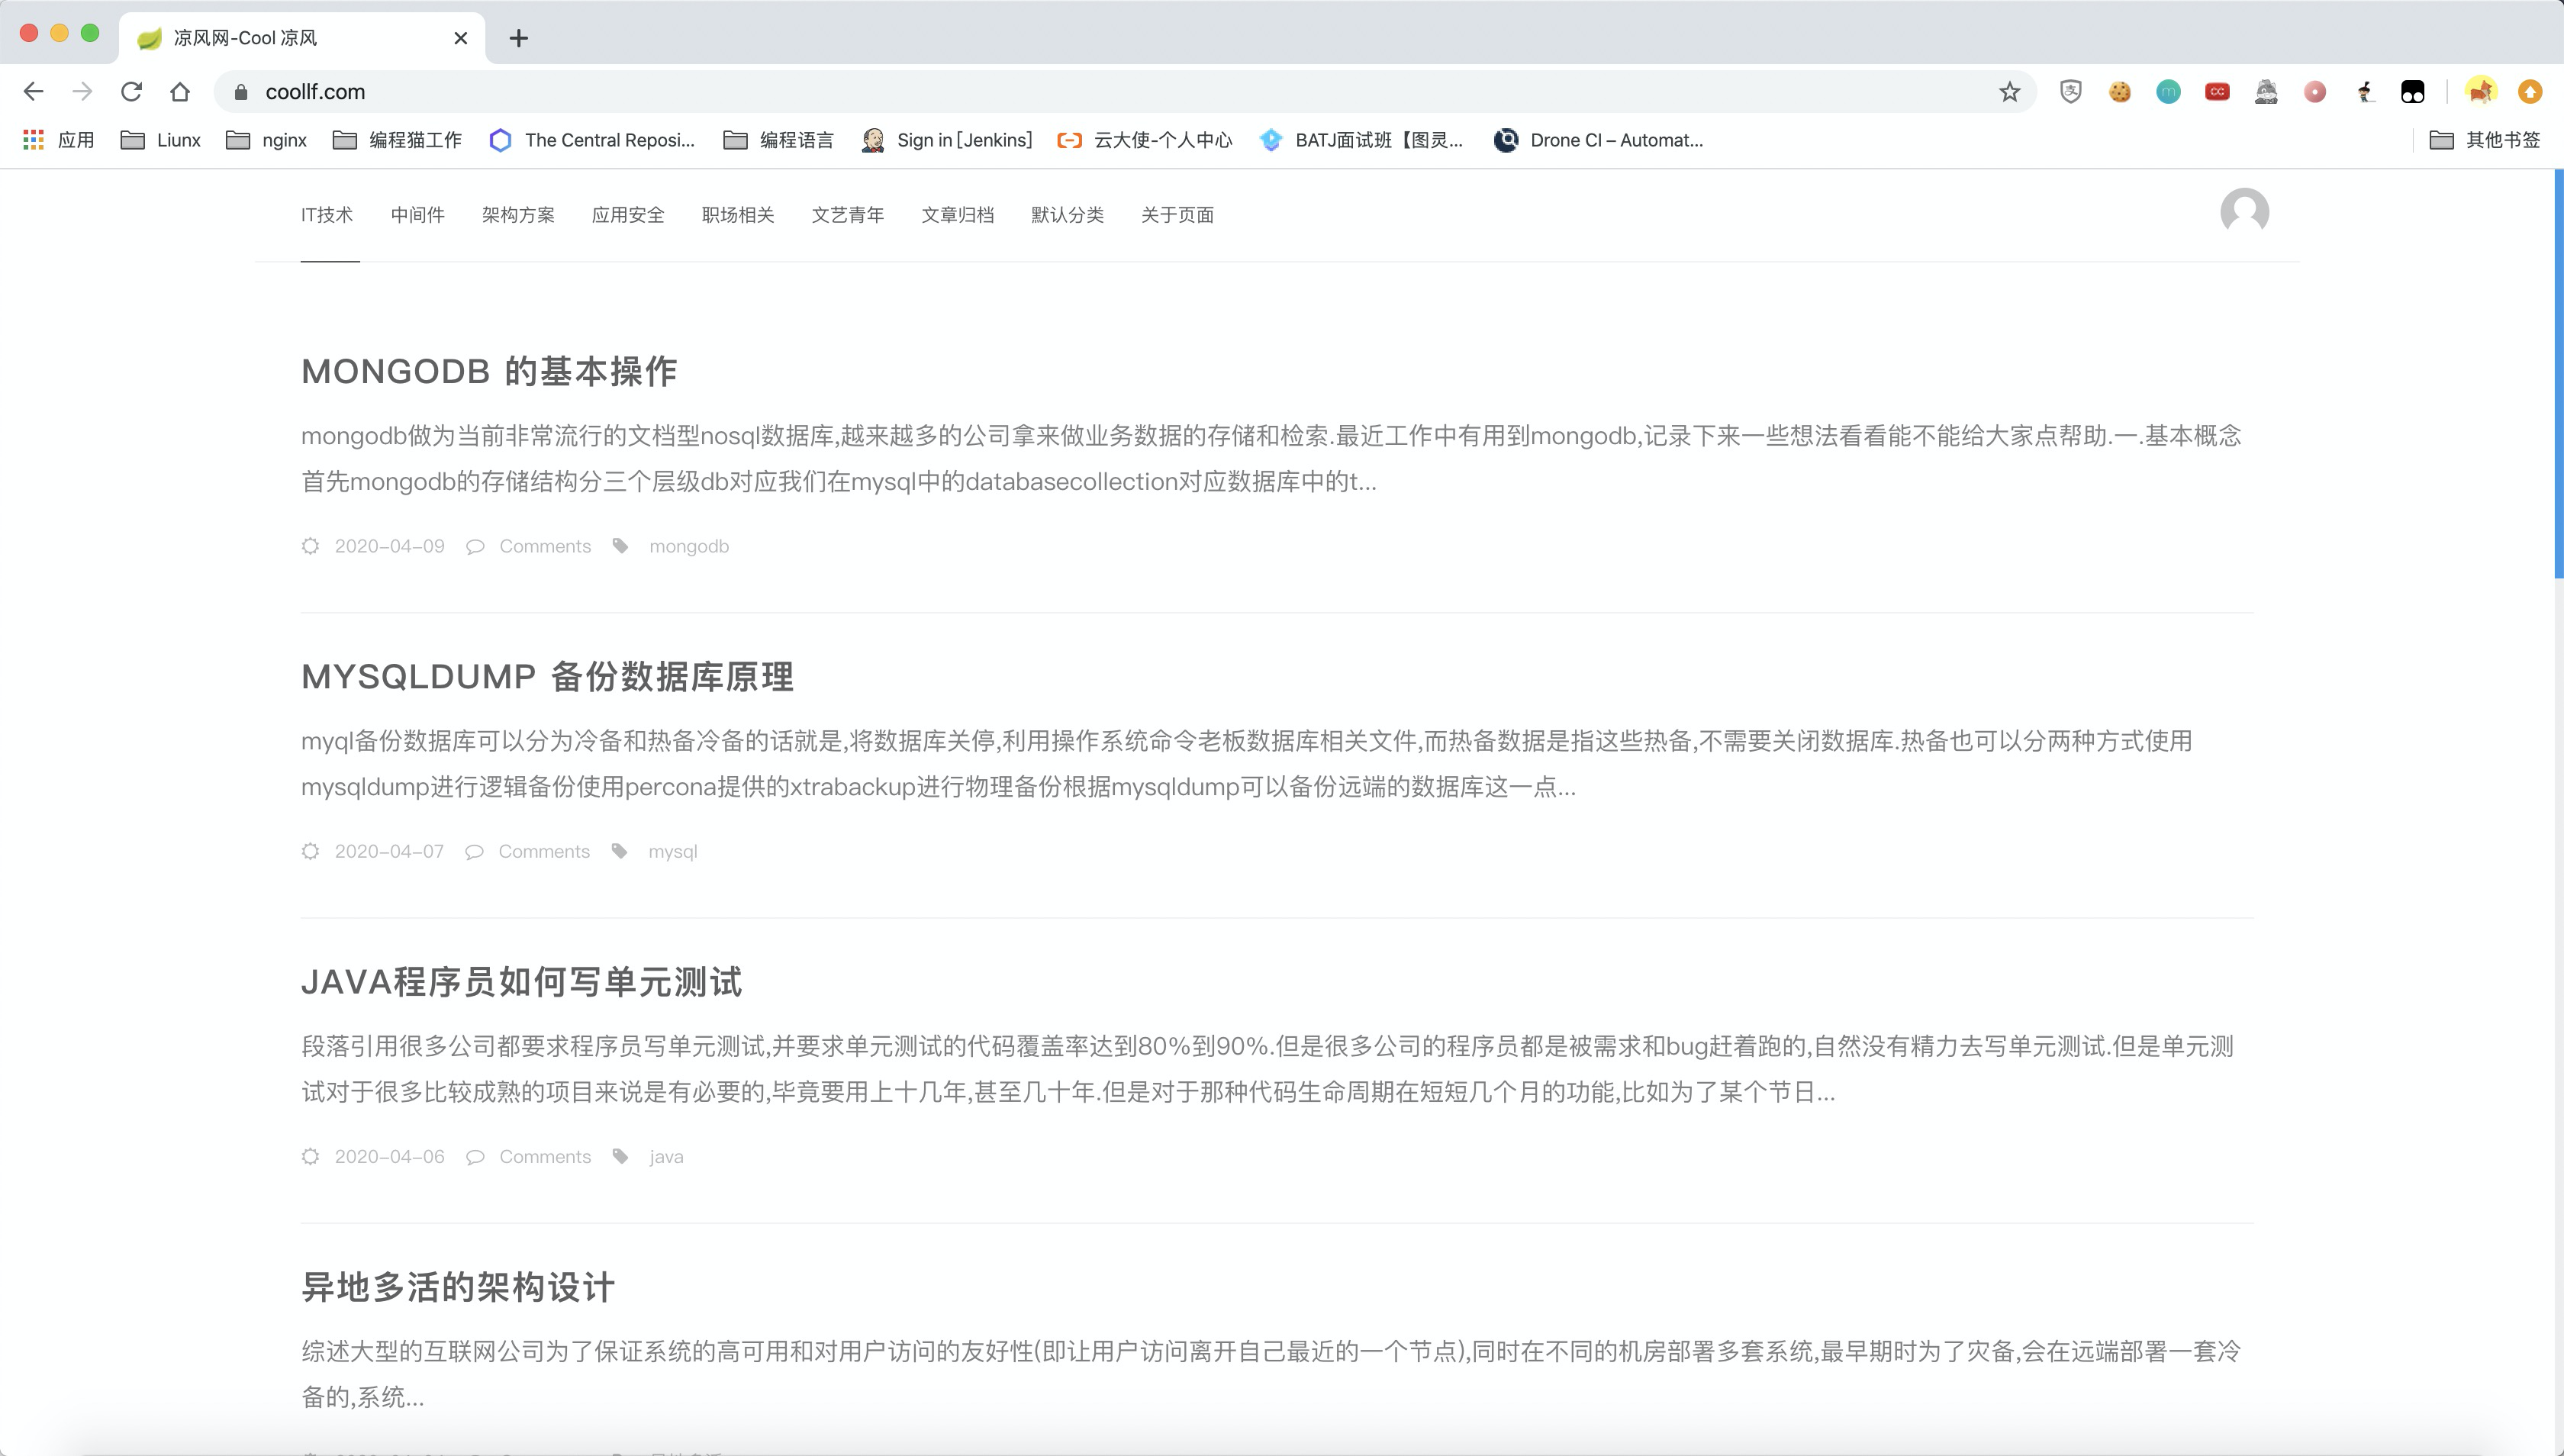 凉风网-Cool 凉风
coollf.com
应用 Liunx nginx 编程猫工作 The Central Reposi... 编程语言 Sign in [Jenkins] 云大使-个人中心 BATJ面试班【图灵... Drone CI – Automat... 其他书签
IT技术 中间件 架构方案 应用安全 职场相关 文艺青年 文章归档 默认分类 关于页面
MONGODB 的基本操作
mongodb做为当前非常流行的文档型nosql数据库,越来越多的公司拿来做业务数据的存储和检索.最近工作中有用到mongodb,记录下来一些想法看看能不能给大家点帮助.一.基本概念
首先mongodb的存储结构分三个层级db对应我们在mysql中的databasecollection对应数据库中的t...
2020-04-09 Comments mongodb
MYSQLDUMP 备份数据库原理
myql备份数据库可以分为冷备和热备冷备的话就是,将数据库关停,利用操作系统命令老板数据库相关文件,而热备数据是指这些热备,不需要关闭数据库.热备也可以分两种方式使用
mysqldump进行逻辑备份使用percona提供的xtrabackup进行物理备份根据mysqldump可以备份远端的数据库这一点...
2020-04-07 Comments mysql
JAVA程序员如何写单元测试
段落引用很多公司都要求程序员写单元测试,并要求单元测试的代码覆盖率达到80%到90%.但是很多公司的程序员都是被需求和bug赶着跑的,自然没有精力去写单元测试.但是单元测
试对于很多比较成熟的项目来说是有必要的,毕竟要用上十几年,甚至几十年.但是对于那种代码生命周期在短短几个月的功能,比如为了某个节日...
2020-04-06 Comments java
异地多活的架构设计
综述大型的互联网公司为了保证系统的高可用和对用户访问的友好性(即让用户访问离开自己最近的一个节点),同时在不同的机房部署多套系统,最早期时为了灾备,会在远端部署一套冷
备的,系统...